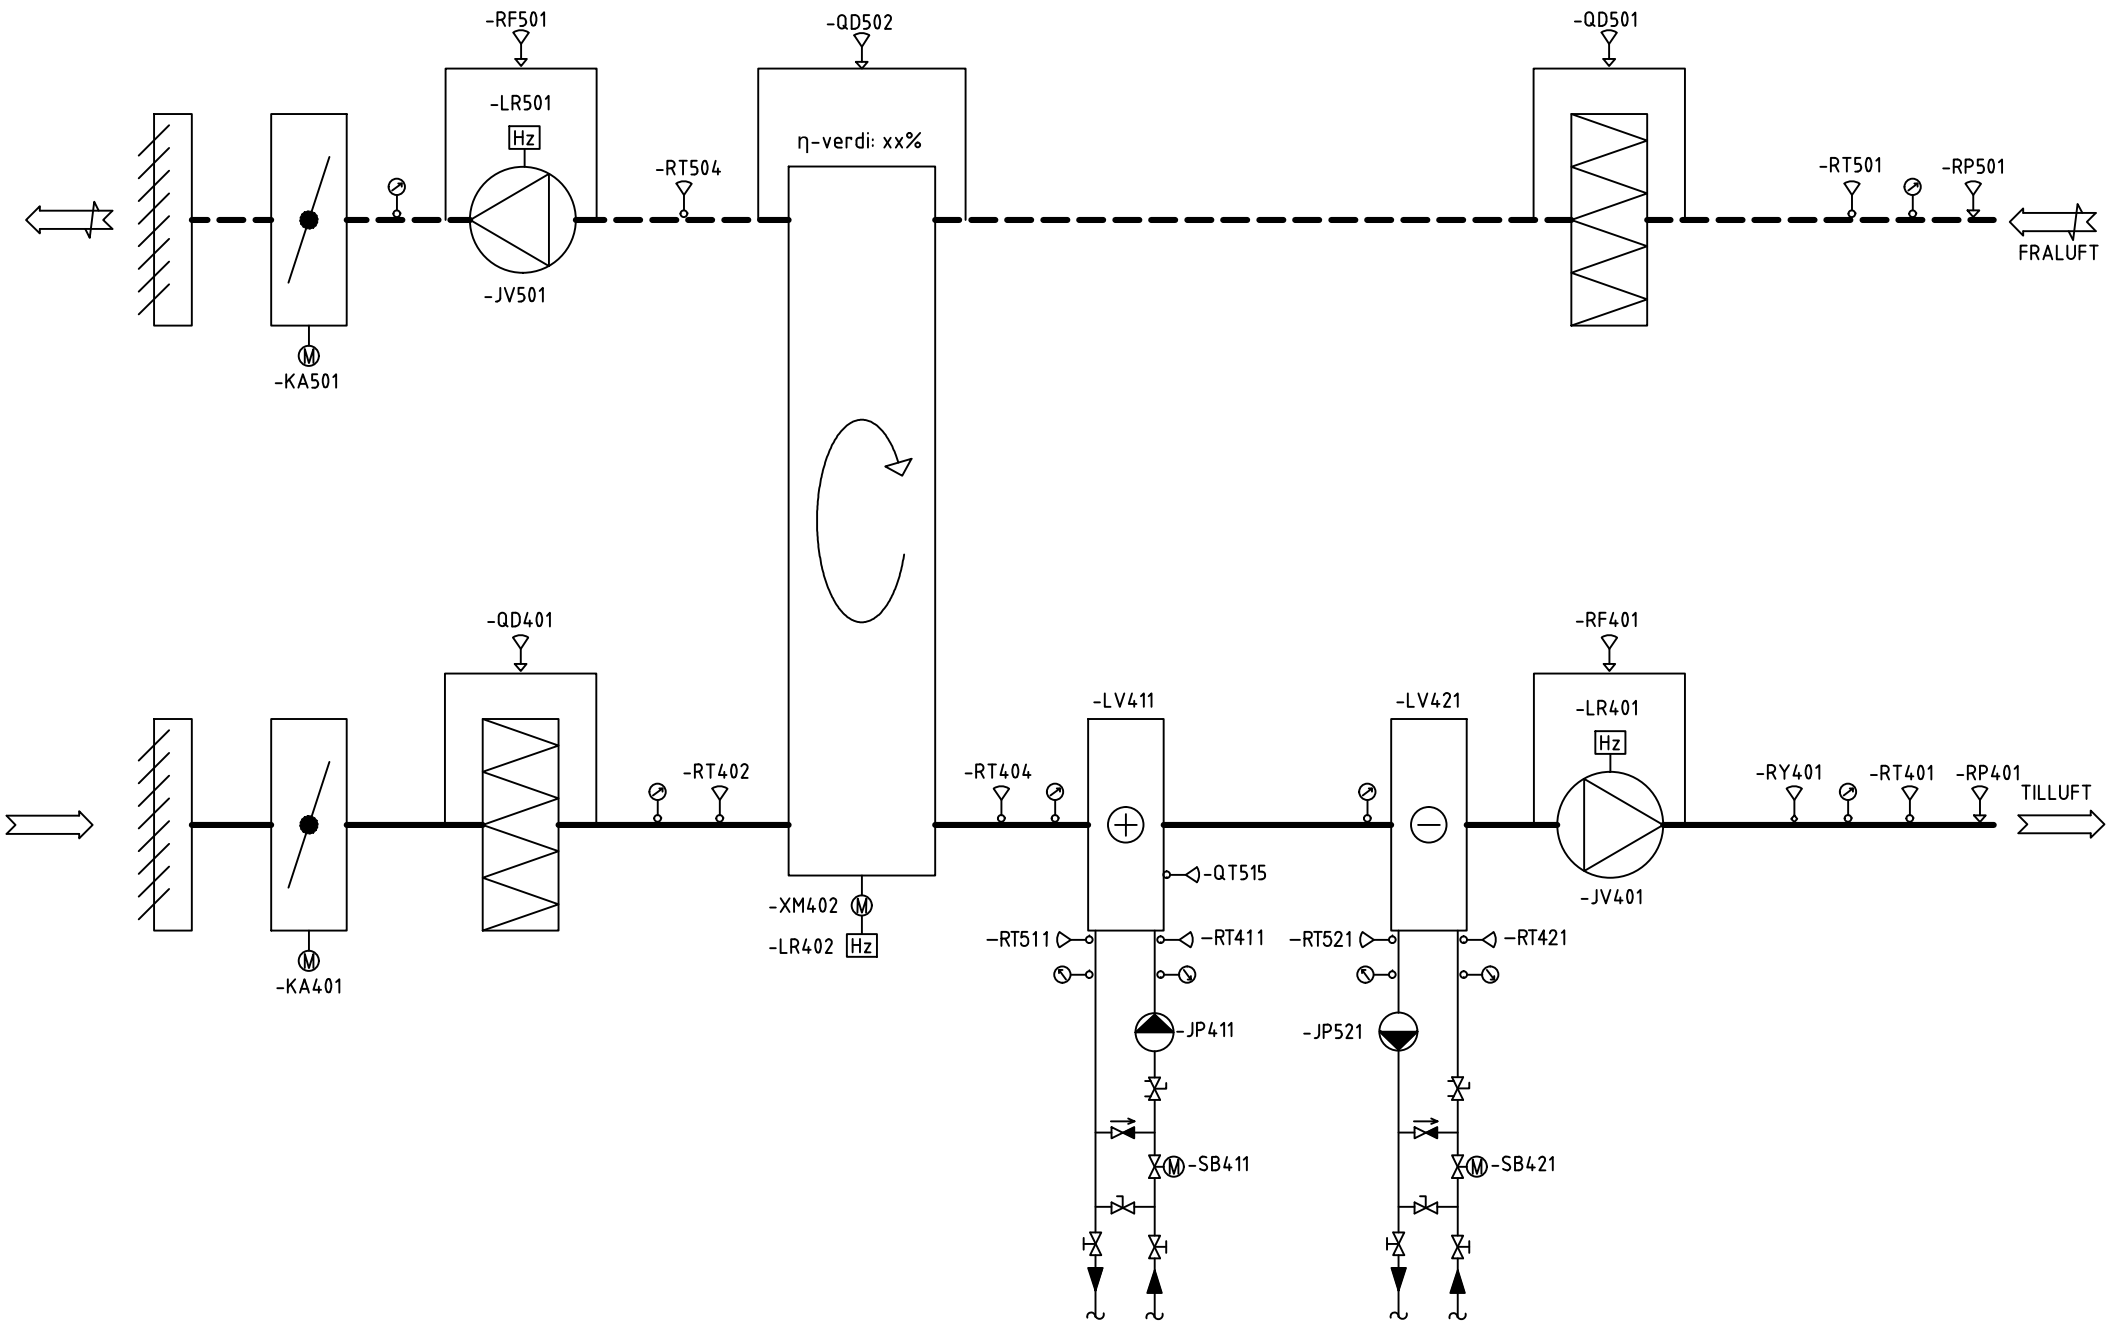 -RF501
-QD502
-QD501
-LR501
Hz
η-verdi: xx%
-RT504
-RT501
-RP501
FRALUFT
-JV501
M
-KA501
-QD401
-RF401
-LV411
-LV421
-LR401
Hz
-RT402
-RT404
-RY401
-RT401
-RP401
TILLUFT
-QT515
-JV401
-XM402 M
-LR402 Hz
-RT511
-RT411
-RT521
-RT421
M
-KA401
-JP411
-JP521
M -SB411
M -SB421